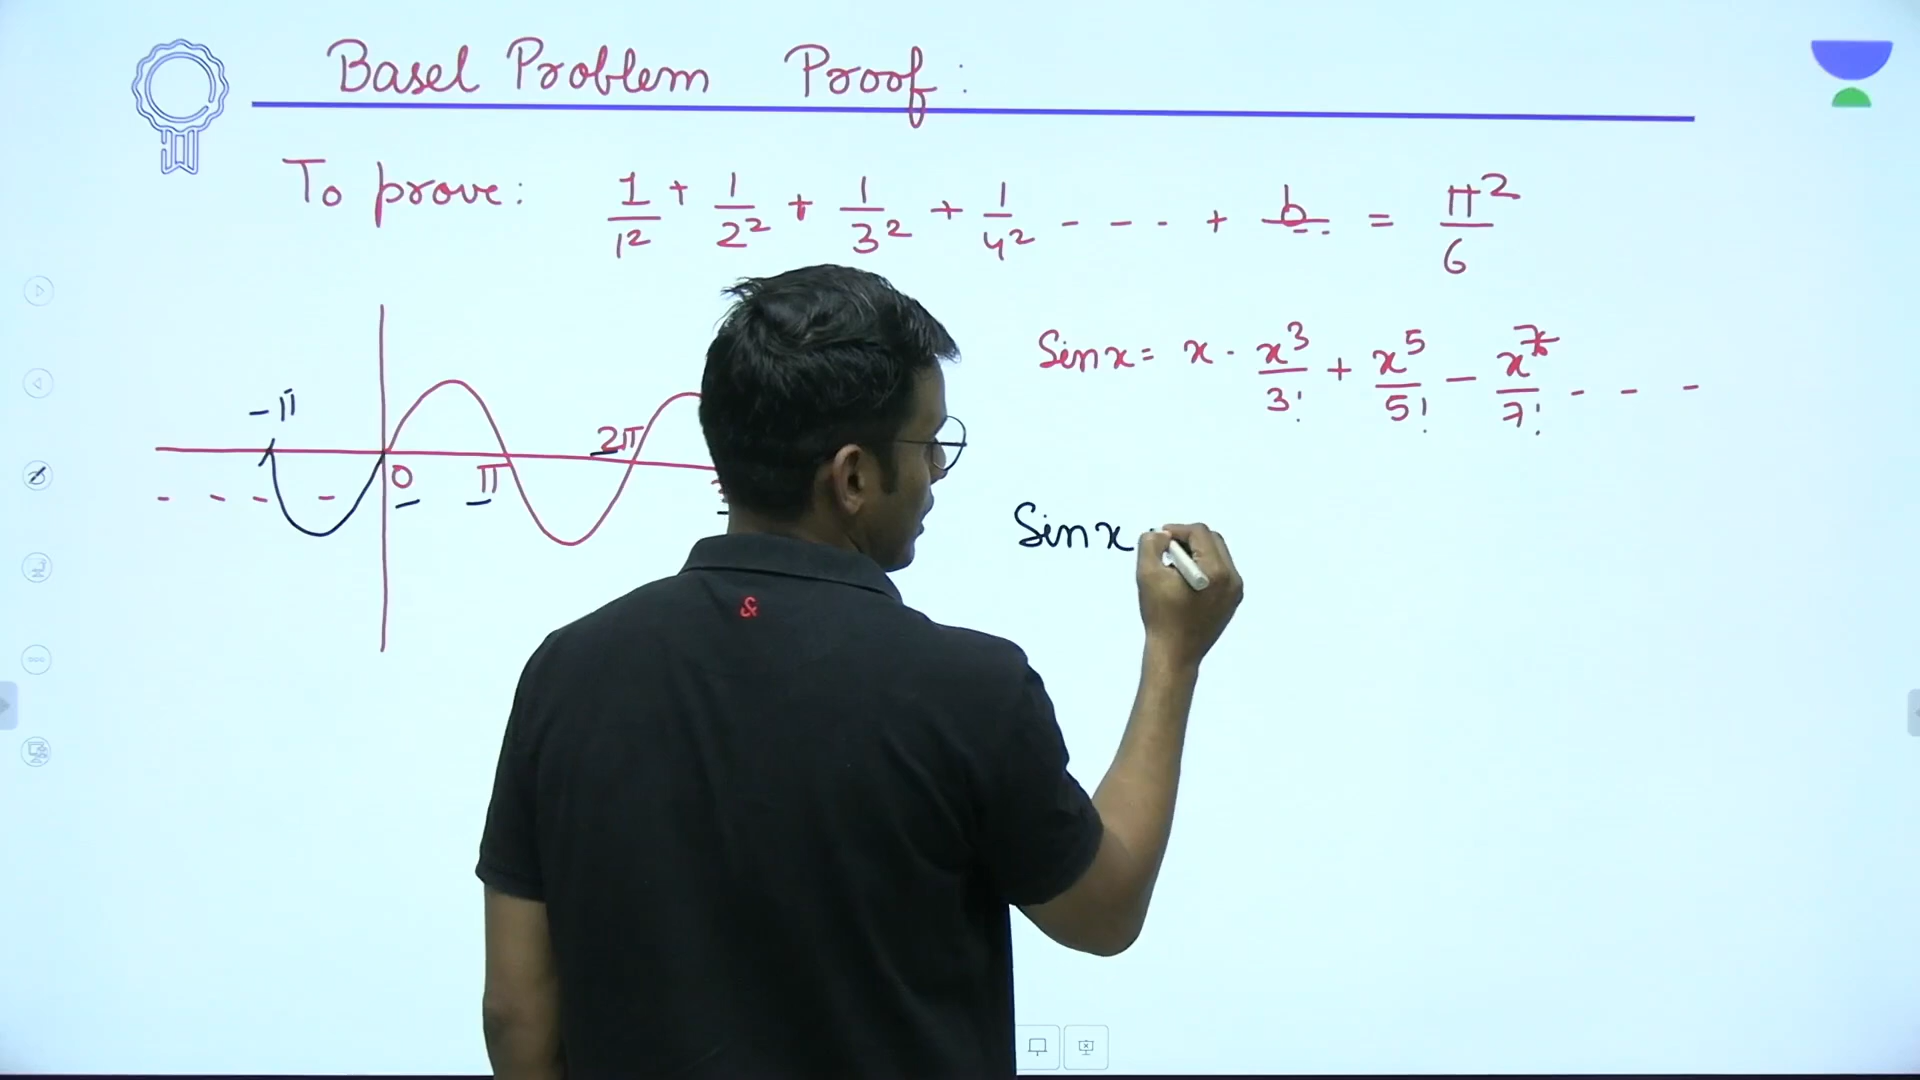 Basel Problem Proof :
To prove : 1/1² + 1/2² + 1/3² + 1/4² - - - - + = π²/6
Sin x = x - x³/3! + x⁵/5! - x⁷/7! - - -
-π
2π
0 π
Sin x